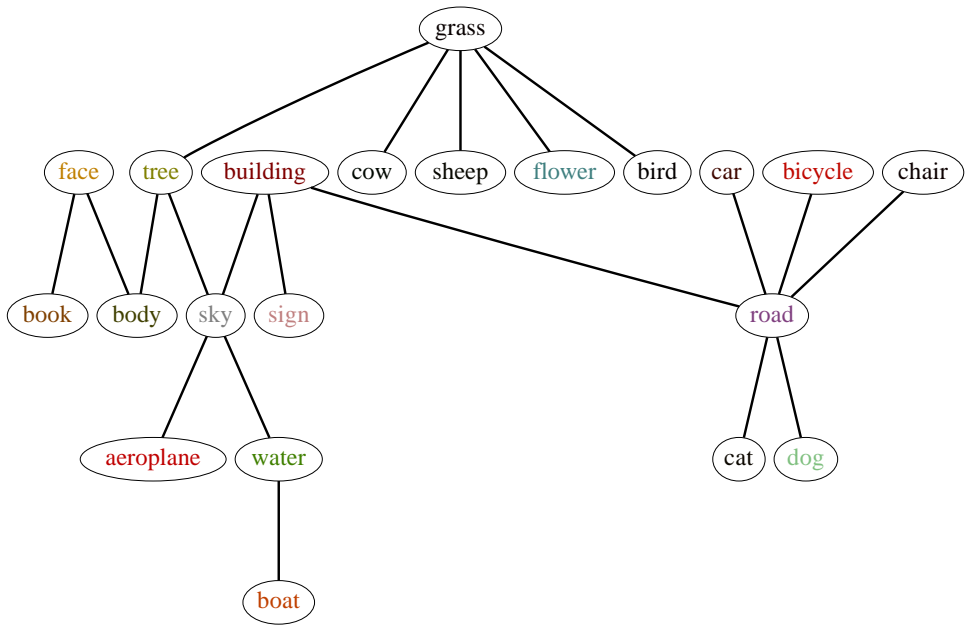 grass
face
tree
building
cow
sheep
flower
bird
car
bicycle
chair
book
body
sky
sign
road
aeroplane
water
cat
dog
boat